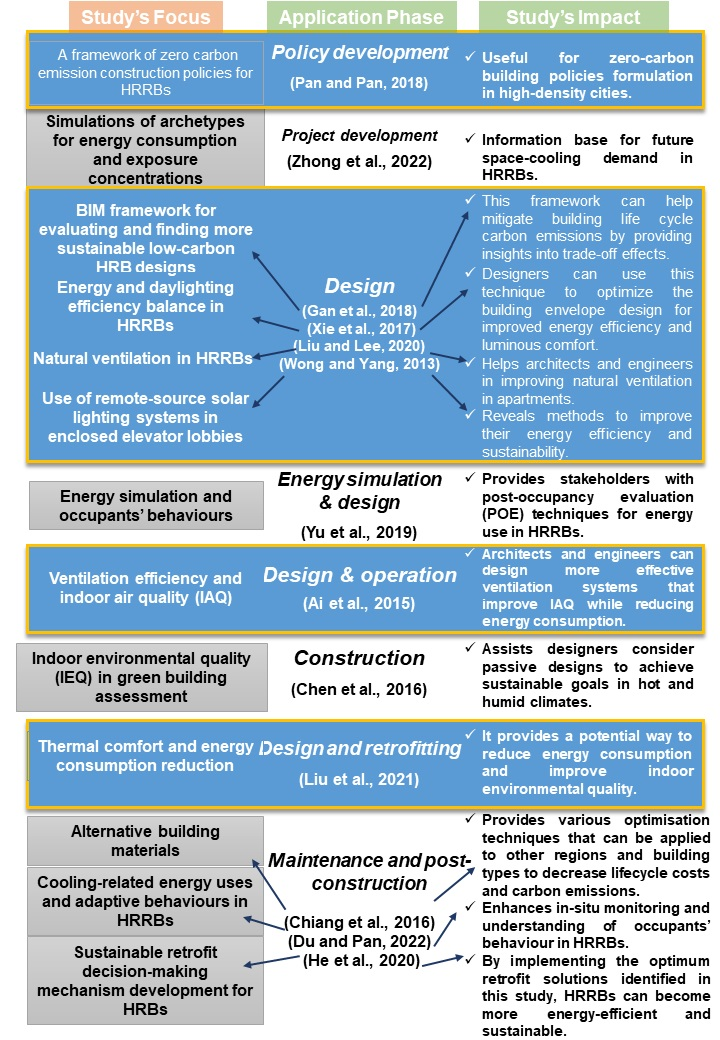 Study's Focus
Application Phase
Study's Impact
A framework of zero carbon
emission construction policies for
HRRBs
Policy development
(Pan and Pan, 2018)
✓ Useful for zero-carbon
building policies formulation
in high-density cities.
Simulations of archetypes
for energy consumption
and exposure
concentrations
Project development
(Zhong et al., 2022)
✓ Information base for future
space-cooling demand in
HRRBs.
BIM framework for
evaluating and finding more
sustainable low-carbon
HRB designs
Energy and daylighting
efficiency balance in
HRRBs
Natural ventilation in HRRBs
Use of remote-source solar
lighting systems in
enclosed elevator lobbies
Design
(Gan et al., 2018)
(Xie et al., 2017)
(Liu and Lee, 2020)
(Wong and Yang, 2013)
✓ This framework can help
mitigate building life cycle
carbon emissions by providing
insights into trade-off effects.
✓ Designers can use this
technique to optimize the
building envelope design for
improved energy efficiency and
luminous comfort.
✓ Helps architects and engineers
in improving natural ventilation
in apartments.
✓ Reveals methods to improve
their energy efficiency and
sustainability.
Energy simulation and
occupants' behaviours
Energy simulation
& design
(Yu et al., 2019)
✓ Provides stakeholders with
post-occupancy evaluation
(POE) techniques for energy
use in HRRBs.
Ventilation efficiency and
indoor air quality (IAQ)
Design & operation
(Ai et al., 2015)
✓ Architects and engineers can
design more effective
ventilation systems that
improve IAQ while reducing
energy consumption.
Indoor environmental quality
(IEQ) in green building
assessment
Construction
(Chen et al., 2016)
✓ Assists designers consider
passive designs to achieve
sustainable goals in hot and
humid climates.
Thermal comfort and energy
consumption reduction
Design and retrofitting
(Liu et al., 2021)
✓ It provides a potential way to
reduce energy consumption
and improve indoor
environmental quality.
Alternative building
materials
Cooling-related energy uses
and adaptive behaviours in
HRRBs
Sustainable retrofit
decision-making
mechanism development for
HRBs
Maintenance and post-
construction
(Chiang et al., 2016)
(Du and Pan, 2022)
(He et al., 2020)
✓ Provides various optimisation
techniques that can be applied
to other regions and building
types to decrease lifecycle costs
and carbon emissions.
✓ Enhances in-situ monitoring and
understanding of occupants'
behaviour in HRRBs.
✓ By implementing the optimum
retrofit solutions identified in
this study, HRRBs can become
more energy-efficient and
sustainable.